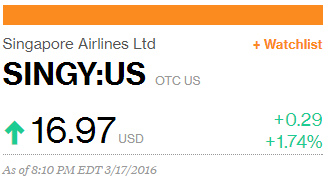 Singapore Airlines Ltd + Watchlist
SINGY:US OTC US
16.97 USD +0.29
+1.74%
As of 8:10 PM EDT 3/17/2016